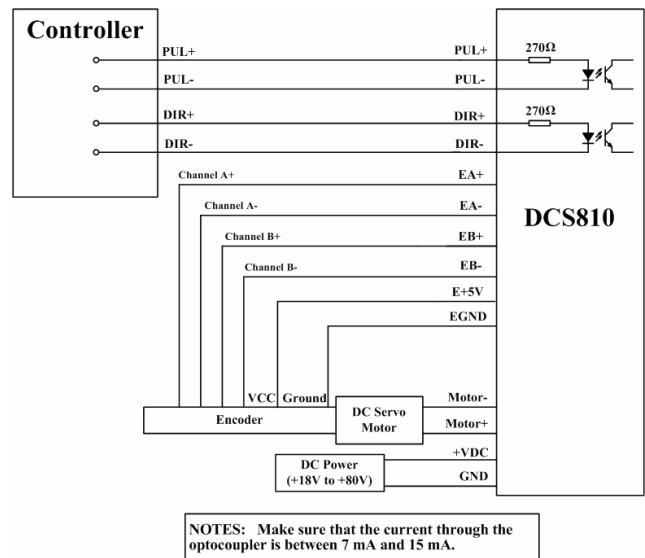 Controller
PUL+ PUL+ 270Ω
PUL- PUL-
DIR+ DIR+ 270Ω
DIR- DIR-
Channel A+ EA+
Channel A- EA-
DCS810
Channel B+ EB+
Channel B- EB-
E+5V
EGND
VCC Ground Motor-
Encoder
DC Servo
Motor
Motor+
+VDC
DC Power
(+18V to +80V)
GND
NOTES: Make sure that the current through the
optocoupler is between 7 mA and 15 mA.